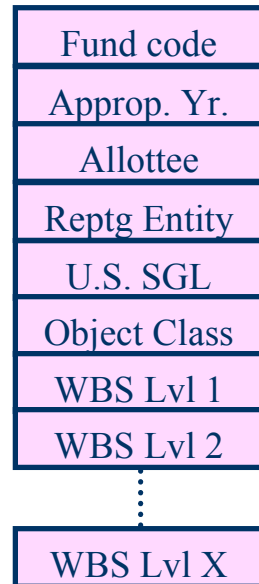 Fund code
Approp. Yr.
Allottee
Reptg Entity
U.S. SGL
Object Class
WBS Lvl 1
WBS Lvl 2
WBS Lvl X